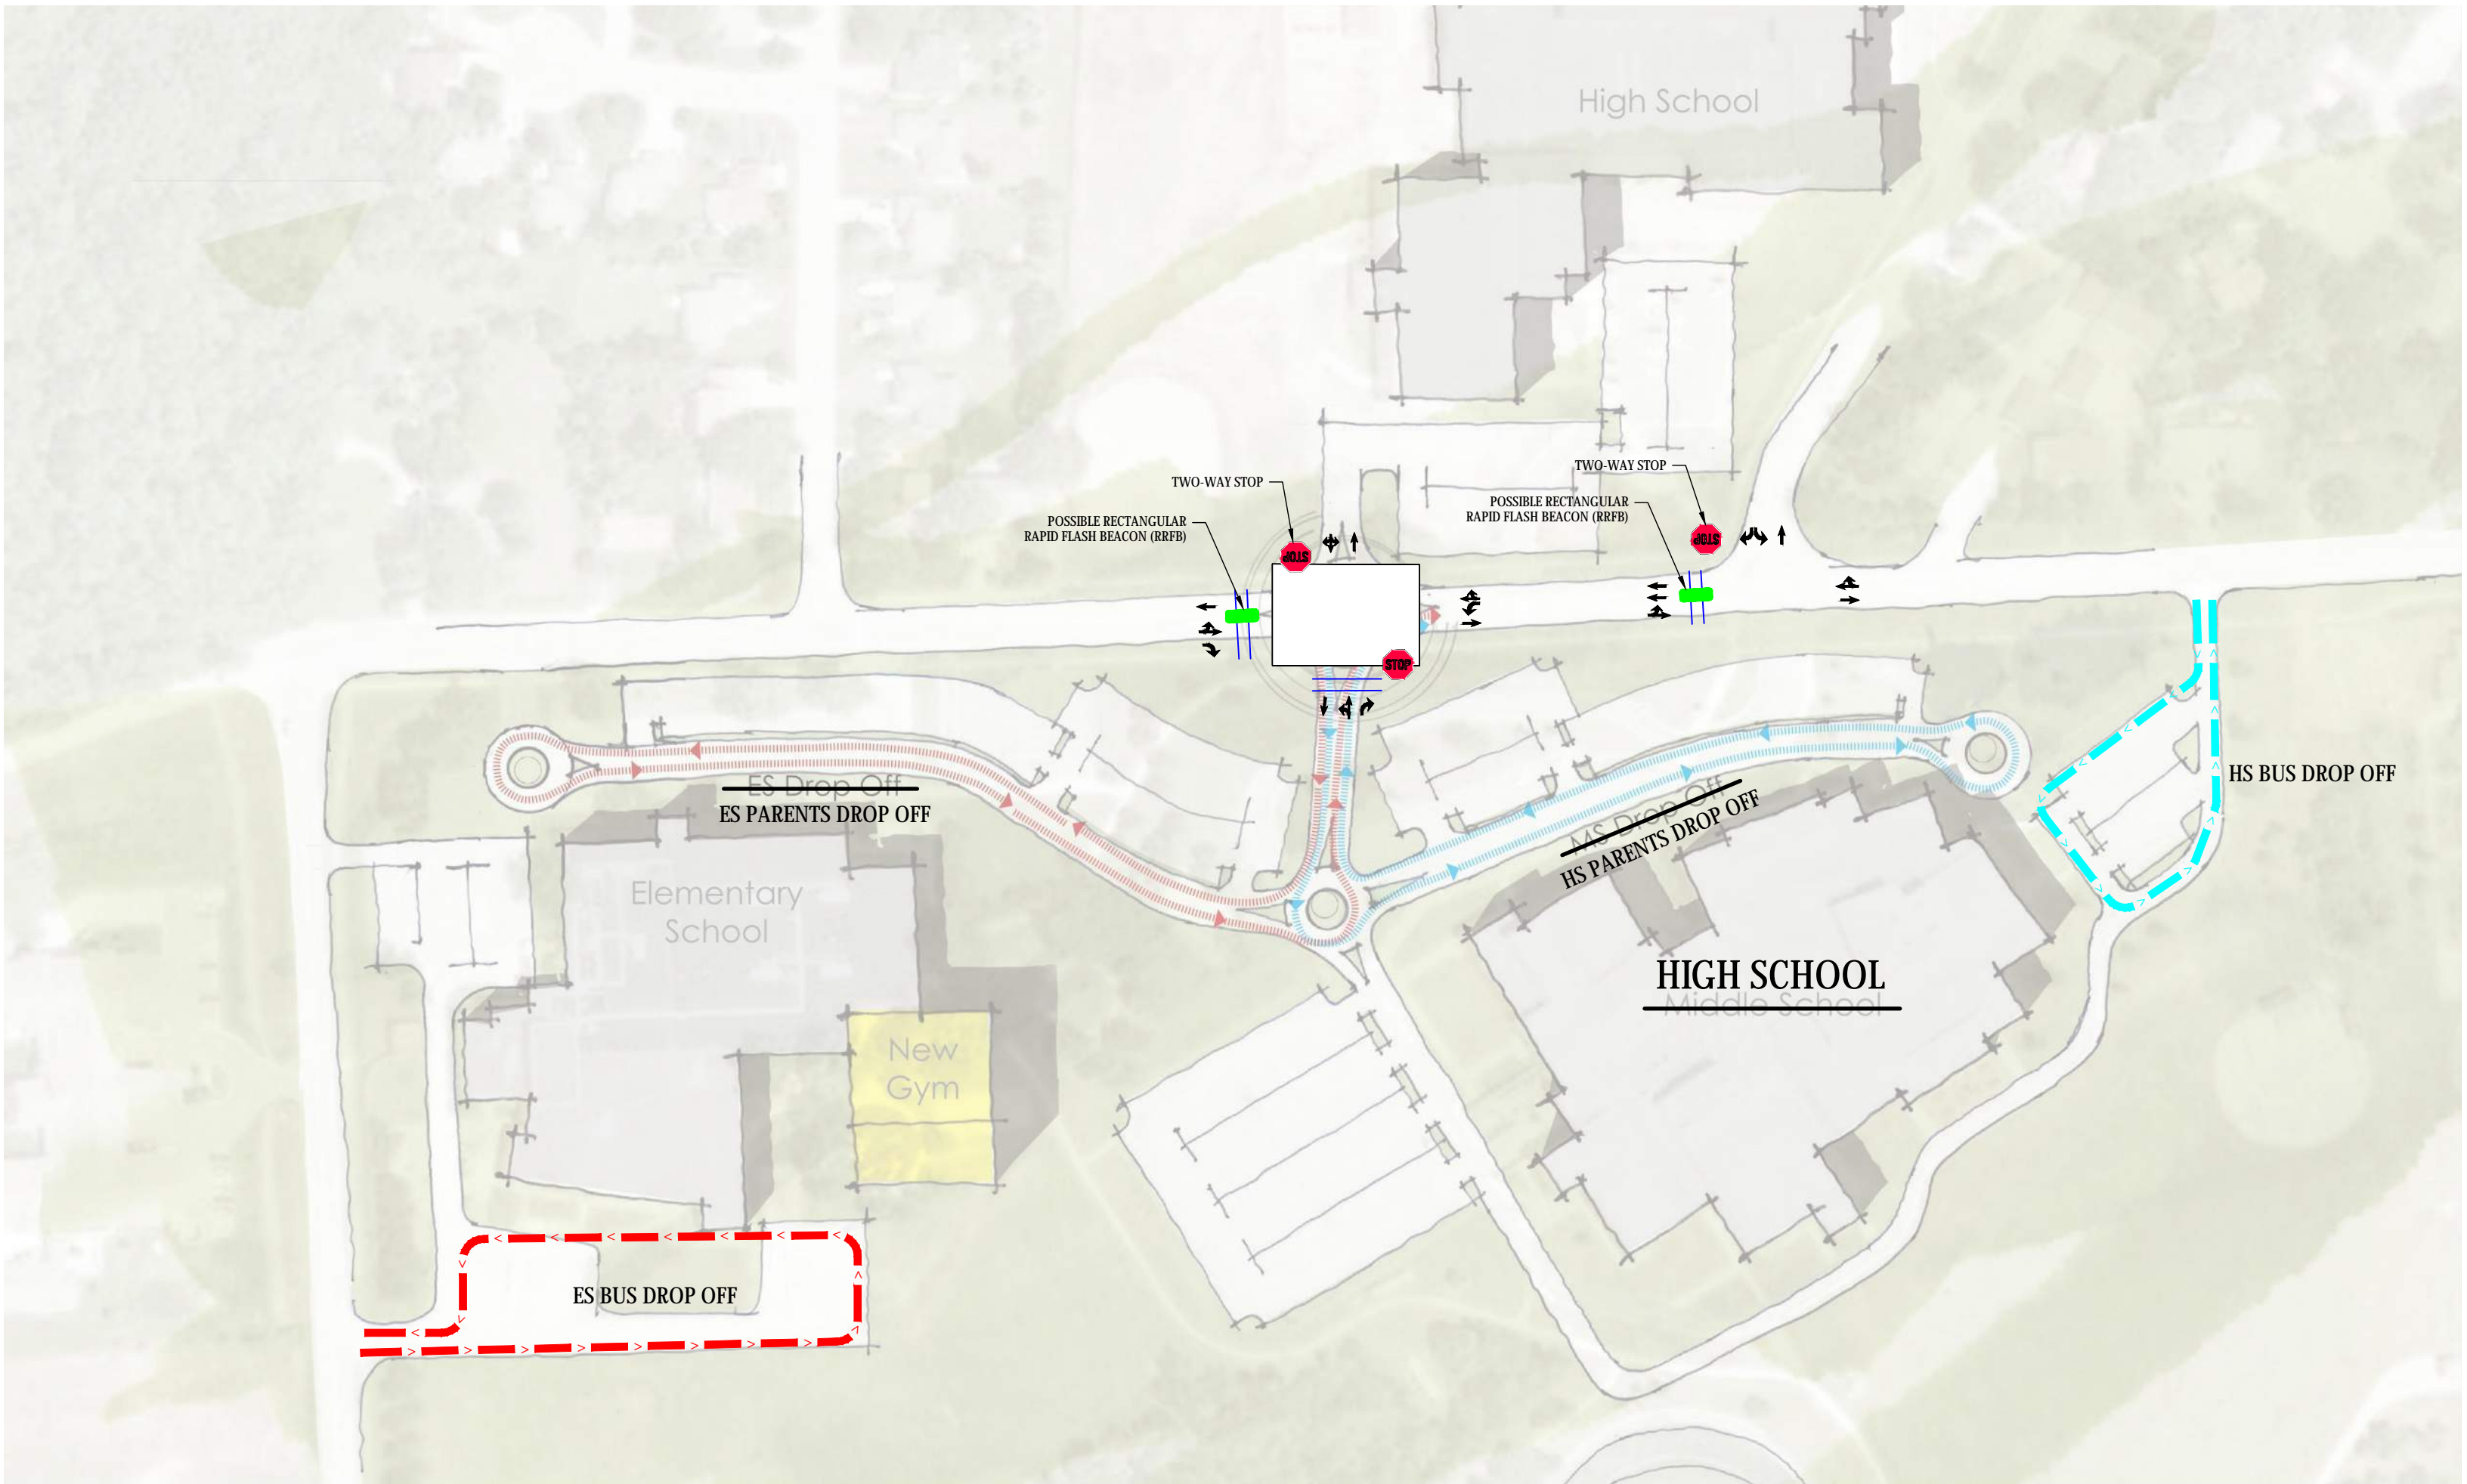 High School
TWO-WAY STOP
TWO-WAY STOP
POSSIBLE RECTANGULAR
RAPID FLASH BEACON (RRFB)
POSSIBLE RECTANGULAR
RAPID FLASH BEACON (RRFB)
STOP
STOP
STOP
ES Drop Off
ES PARENTS DROP OFF
MS Drop Off
HS PARENTS DROP OFF
HS BUS DROP OFF
Elementary
School
HIGH SCHOOL
Middle School
New
Gym
ES BUS DROP OFF